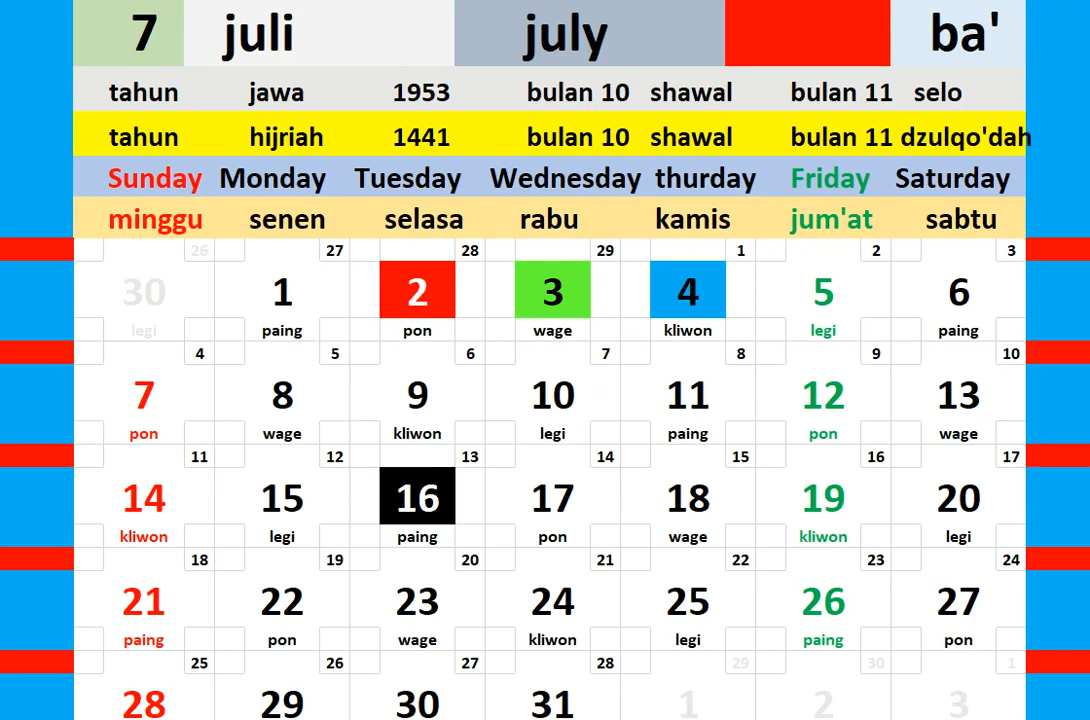 7 juli july ba'
tahun jawa 1953 bulan 10 shawal bulan 11 selo
tahun hijriah 1441 bulan 10 shawal bulan 11 dzulqo'dah
Sunday Monday Tuesday Wednesday thurday Friday Saturday
minggu senen selasa rabu kamis jum'at sabtu
26 27 28 29 1 2 3
30 1 2 3 4 5 6
legi paing pon wage kliwon legi paing
4 5 6 7 8 9 10
7 8 9 10 11 12 13
pon wage kliwon legi paing pon wage
11 12 13 14 15 16 17
14 15 16 17 18 19 20
kliwon legi paing pon wage kliwon legi
18 19 20 21 22 23 24
21 22 23 24 25 26 27
paing pon wage kliwon legi paing pon
25 26 27 28 29 30 1
28 29 30 31 1 2 3